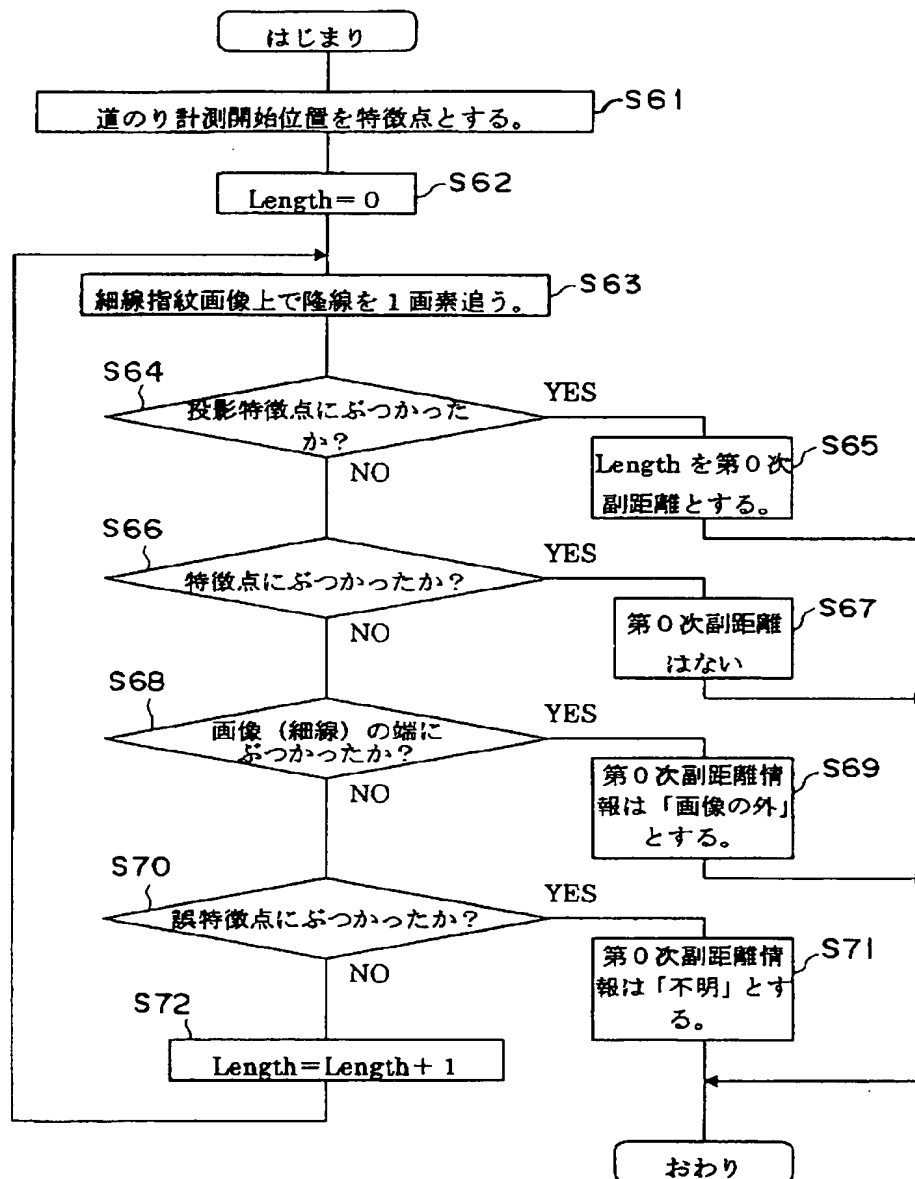 はじまり
S61
道のり計測開始位置を特徴点とする。
S62
Length=0
S63
細線指紋画像上で隆線を1画素追う。
S64
投影特徴点にぶつかった
か?
YES
NO
S65
Lengthを第0次
副距離とする。
S66
特徴点にぶつかったか?
YES
NO
S67
第0次副距離
はない
S68
画像(細線)の端に
ぶつかったか?
YES
NO
S69
第0次副距離情
報は「画像の外」
とする。
S70
誤特徴点にぶつかったか?
YES
NO
S71
第0次副距離情
報は「不明」とす
る。
S72
Length=Length+1
おわり